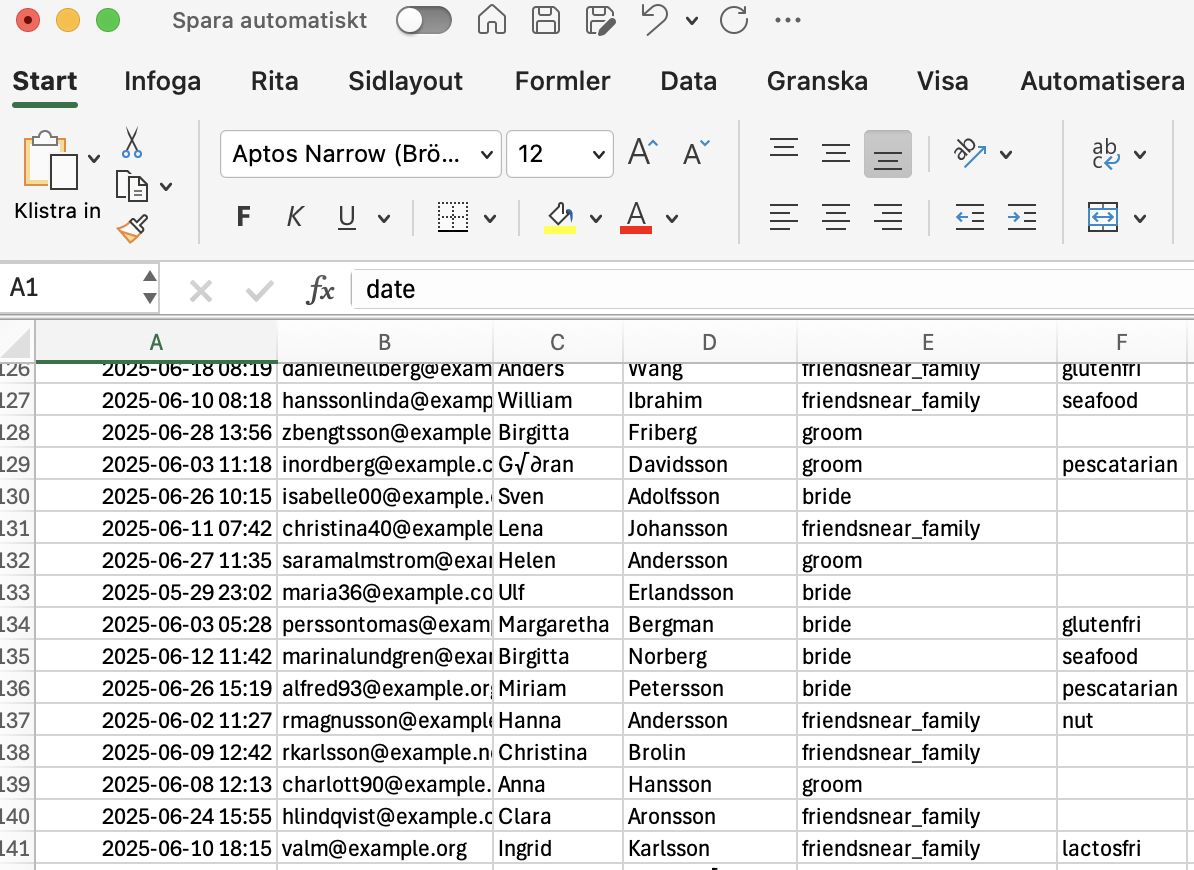 Spara automatiskt
Start Infoga Rita Sidlayout Formler Data Granska Visa Automatisera
Klistra in
Aptos Narrow (Brö... 12 A A ab ab c
F K U A
A1 fx date
A B C D E F
126 2025-06-18 08:19 danielhellberg@exam Anders Wang friendsnear_family glutenfri
127 2025-06-10 08:18 hanssonlinda@examp William Ibrahim friendsnear_family seafood
128 2025-06-28 13:56 zbengtsson@example Birgitta Friberg groom
129 2025-06-03 11:18 inordberg@example.c G√∂ran Davidsson groom pescatarian
130 2025-06-26 10:15 isabelle00@example. Sven Adolfsson bride
131 2025-06-11 07:42 christina40@example Lena Johansson friendsnear_family
132 2025-06-27 11:35 saramalmstrom@exa Helen Andersson groom
133 2025-05-29 23:02 maria36@example.co Ulf Erlandsson bride
134 2025-06-03 05:28 perssontomas@exam Margaretha Bergman bride glutenfri
135 2025-06-12 11:42 marinalundgren@exa Birgitta Norberg bride seafood
136 2025-06-26 15:19 alfred93@example.or Miriam Petersson bride pescatarian
137 2025-06-02 11:27 rmagnusson@example Hanna Andersson friendsnear_family nut
138 2025-06-09 12:42 rkarlsson@example.n Christina Brolin friendsnear_family
139 2025-06-08 12:13 charlott90@example. Anna Hansson groom
140 2025-06-24 15:55 hlindqvist@example.c Clara Aronsson friendsnear_family
141 2025-06-10 18:15 valm@example.org Ingrid Karlsson friendsnear_family lactosfri